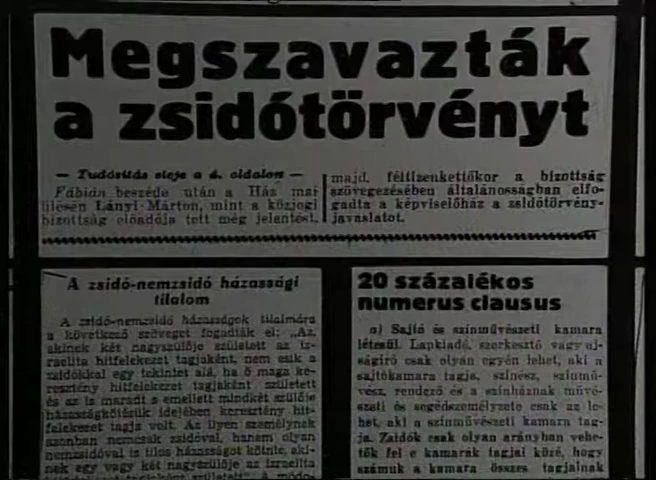 Megszavazták
a zsidótörvényt
— Tudósítás eleje a 4. oldalon —
Fábián beszéde után a Ház mai
ülésén Lányi Márton, mint a közjogi
bizottság előadója tett még jelentést,
majd, féltizenkettőkor a bizottság
szövegezésében általánosságban elfo-
gadta a képviselőház a zsidótörvény-
javaslatot.
A zsidó-nemzsidó házassági
tilalom
A zsidó-nemzsidó házasságok tilalmára
a következő szöveget fogadták el: „Az,
akinek két nagyszülője született az iz-
raelita hitfelekezet tagjaként, nem esik a
zsidókkal egy tekintet alá, ha ő maga ke-
resztény hitfelekezet tagjaként született
és az is maradt s emellett mindkét szülője
házasságkötésük idejében keresztény hit-
felekezet tagja volt. Az ilyen személynek
azonban nemcsak zsidóval, hanem olyan
nemzsidóval is tilos házasságot kötnie, aki-
nek egy vagy két nagyszülője az izraelita
20 százalékos
numerus clausus
a) Sajtó és színművészeti kamara
létesül. Lapkiadó, szerkesztő vagy uj-
ságíró csak olyan egyén lehet, aki a
sajtókamara tagja, színész, színmű-
vész, rendező és a színháznak művé-
szeti és segédszemélyzete csak az le-
het, aki a színművészeti kamara tag-
ja. Zsidók csak olyan arányban vehe-
tők fel e kamarák tagjai közé, hogy
számuk a kamara összes tagjainak